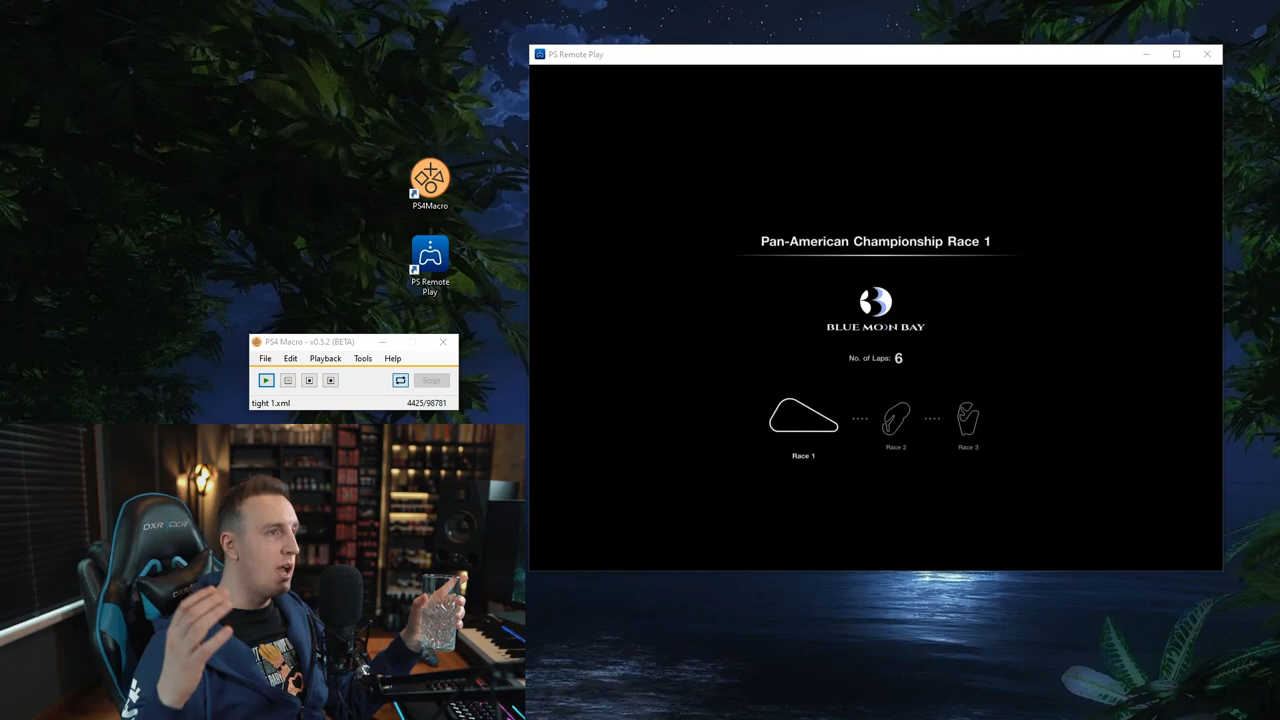 PS Remote Play
PS4Macro
PS Remote
Play
PS4 Macro - v0.5.2 (BETA)
File Edit Playback Tools Help
Script
tight 1.xml 4425/98781
Pan-American Championship Race 1
BLUE MOON BAY
No. of Laps: 6
Race 1
Race 2
Race 3
DXRACER